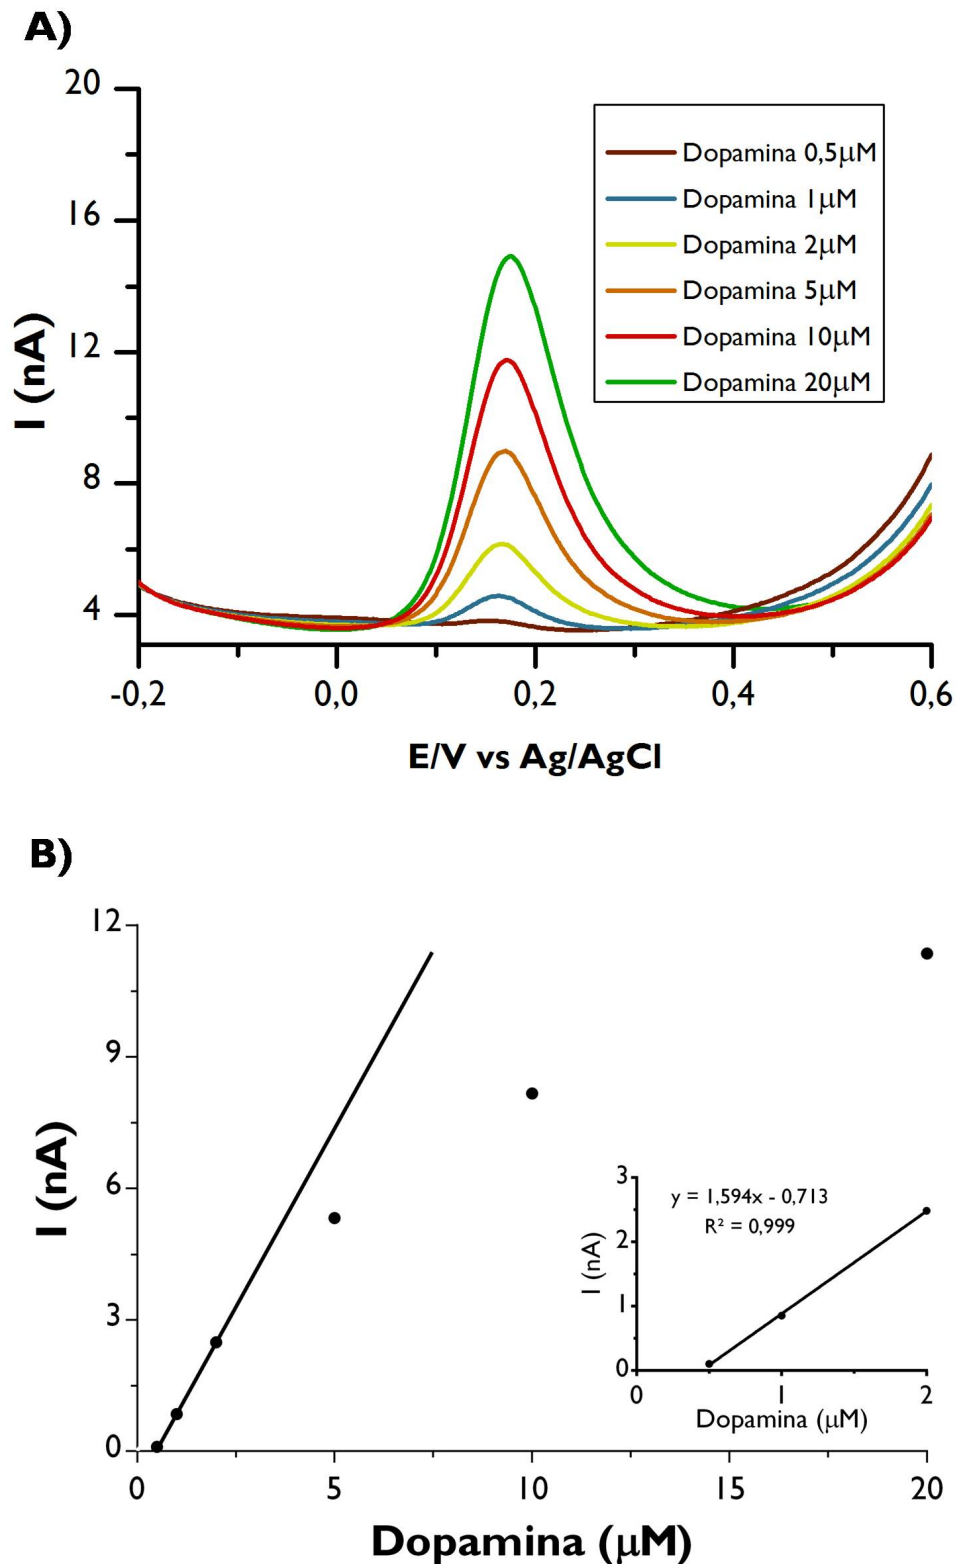 A)
20
16
12
8
4
I (nA)
Dopamina 0,5μM
Dopamina 1μM
Dopamina 2μM
Dopamina 5μM
Dopamina 10μM
Dopamina 20μM
-0,2
0,0
0,2
0,4
0,6
E/V vs Ag/AgCl
B)
12
9
6
3
0
I (nA)
3
2
1
0
I (nA)
y = 1,594x - 0,713
R² = 0,999
0
1
2
Dopamina (μM)
0
5
10
15
20
Dopamina (μM)